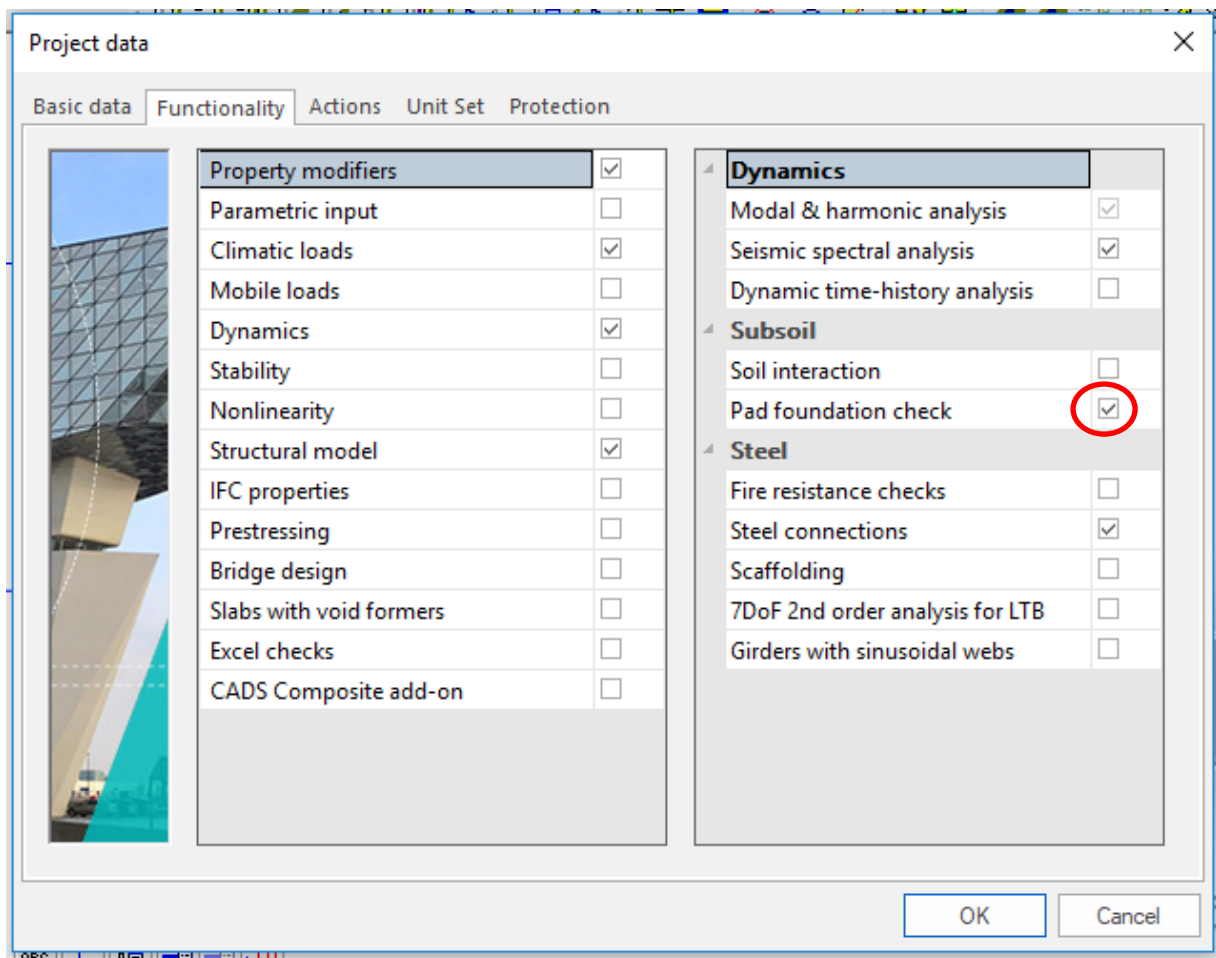 Project data
Basic data Functionality Actions Unit Set Protection
Property modifiers
Parametric input
Climatic loads
Mobile loads
Dynamics
Stability
Nonlinearity
Structural model
IFC properties
Prestressing
Bridge design
Slabs with void formers
Excel checks
CADS Composite add-on
Dynamics
Modal & harmonic analysis
Seismic spectral analysis
Dynamic time-history analysis
Subsoil
Soil interaction
Pad foundation check
Steel
Fire resistance checks
Steel connections
Scaffolding
7DoF 2nd order analysis for LTB
Girders with sinusoidal webs
OK Cancel